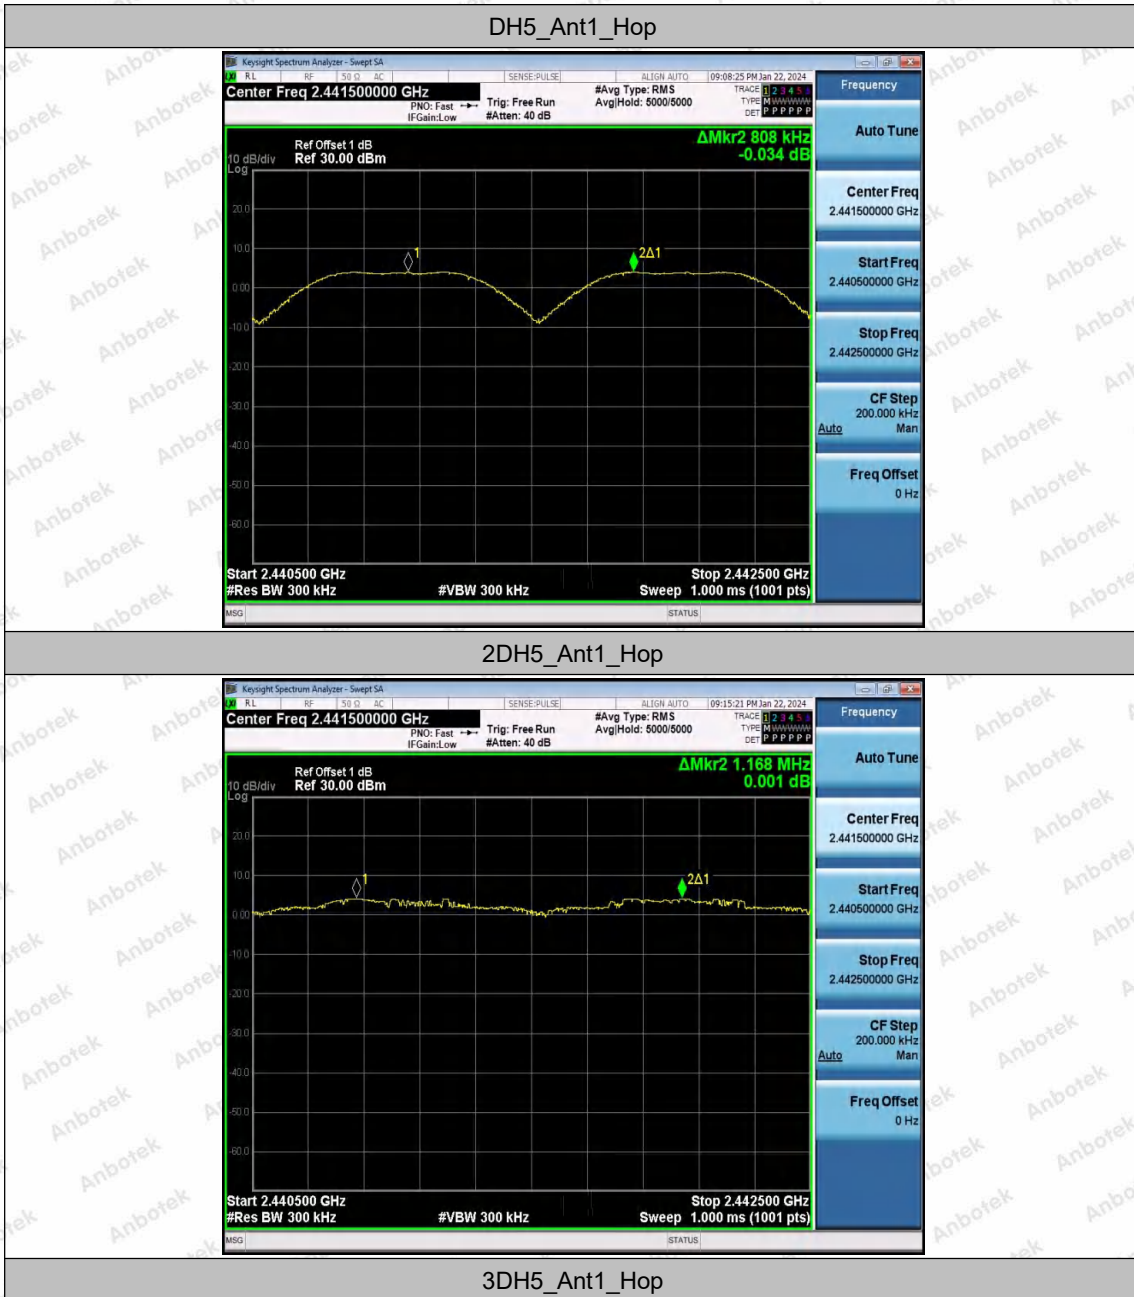 DH5_Ant1_Hop
Keysight Spectrum Analyzer - Swept SA
RL RF 50 Ω AC SENSE:PULSE ALIGN AUTO 09:08:25 PM Jan 22, 2024
Center Freq 2.441500000 GHz #Avg Type: RMS TRACE 1 2 3 4 5 6
PNO: Fast Trig: Free Run Avg|Hold: 5000/5000 TYPE M WWWWW
IFGain:Low #Atten: 40 dB DET P P P P P P
Frequency
Auto Tune
ΔMkr2 808 kHz
-0.034 dB
Ref Offset 1 dB
10 dB/div Ref 30.00 dBm
Log
20.0
10.0
0.00
-10.0
-20.0
-30.0
-40.0
-50.0
-60.0
1
2Δ1
Center Freq
2.441500000 GHz
Start Freq
2.440500000 GHz
Stop Freq
2.442500000 GHz
CF Step
200.000 kHz
Auto Man
Freq Offset
0 Hz
Start 2.440500 GHz Stop 2.442500 GHz
#Res BW 300 kHz #VBW 300 kHz Sweep 1.000 ms (1001 pts)
MSG STATUS
2DH5_Ant1_Hop
Keysight Spectrum Analyzer - Swept SA
RL RF 50 Ω AC SENSE:PULSE ALIGN AUTO 09:15:21 PM Jan 22, 2024
Center Freq 2.441500000 GHz #Avg Type: RMS TRACE 1 2 3 4 5 6
PNO: Fast Trig: Free Run Avg|Hold: 5000/5000 TYPE M WWWWW
IFGain:Low #Atten: 40 dB DET P P P P P P
Frequency
Auto Tune
ΔMkr2 1.168 MHz
0.001 dB
Ref Offset 1 dB
10 dB/div Ref 30.00 dBm
Log
20.0
10.0
0.00
-10.0
-20.0
-30.0
-40.0
-50.0
-60.0
1
2Δ1
Center Freq
2.441500000 GHz
Start Freq
2.440500000 GHz
Stop Freq
2.442500000 GHz
CF Step
200.000 kHz
Auto Man
Freq Offset
0 Hz
Start 2.440500 GHz Stop 2.442500 GHz
#Res BW 300 kHz #VBW 300 kHz Sweep 1.000 ms (1001 pts)
MSG STATUS
3DH5_Ant1_Hop
Anbotek